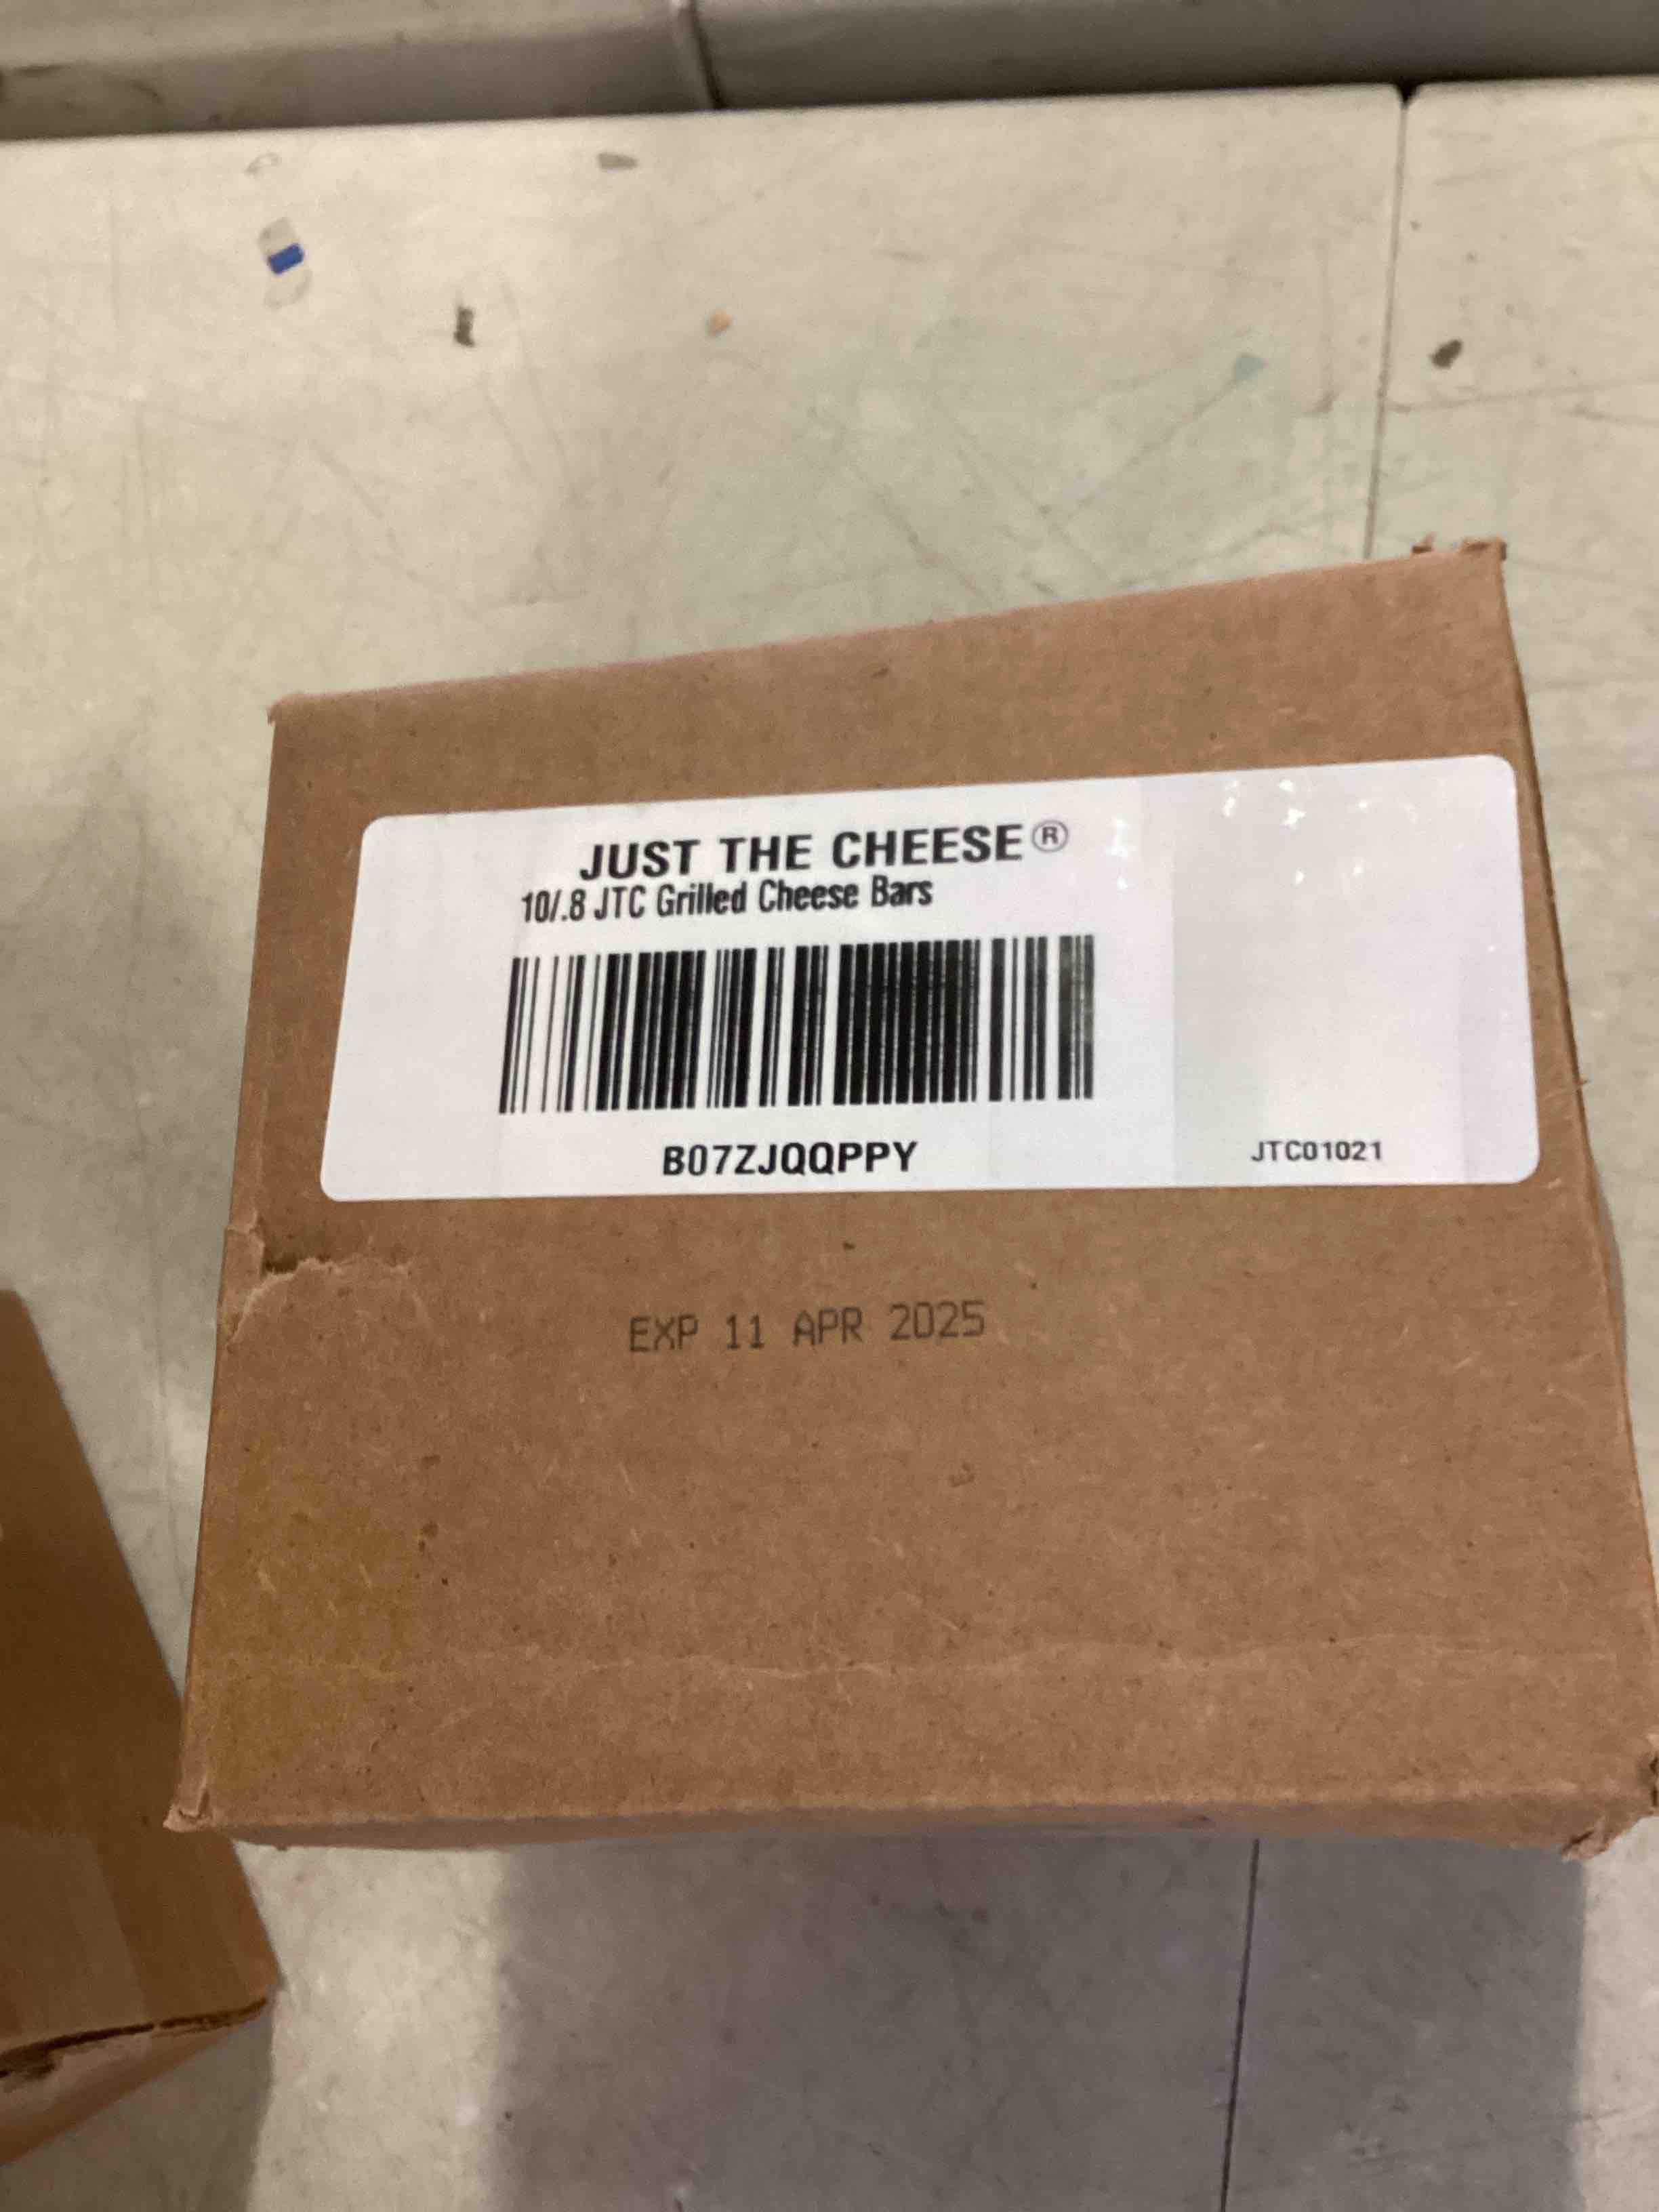 JUST THE CHEESE®
10/.8 JTC Grilled Cheese Bars
B07ZJQQPPY
JTC01021
EXP 11 APR 2025